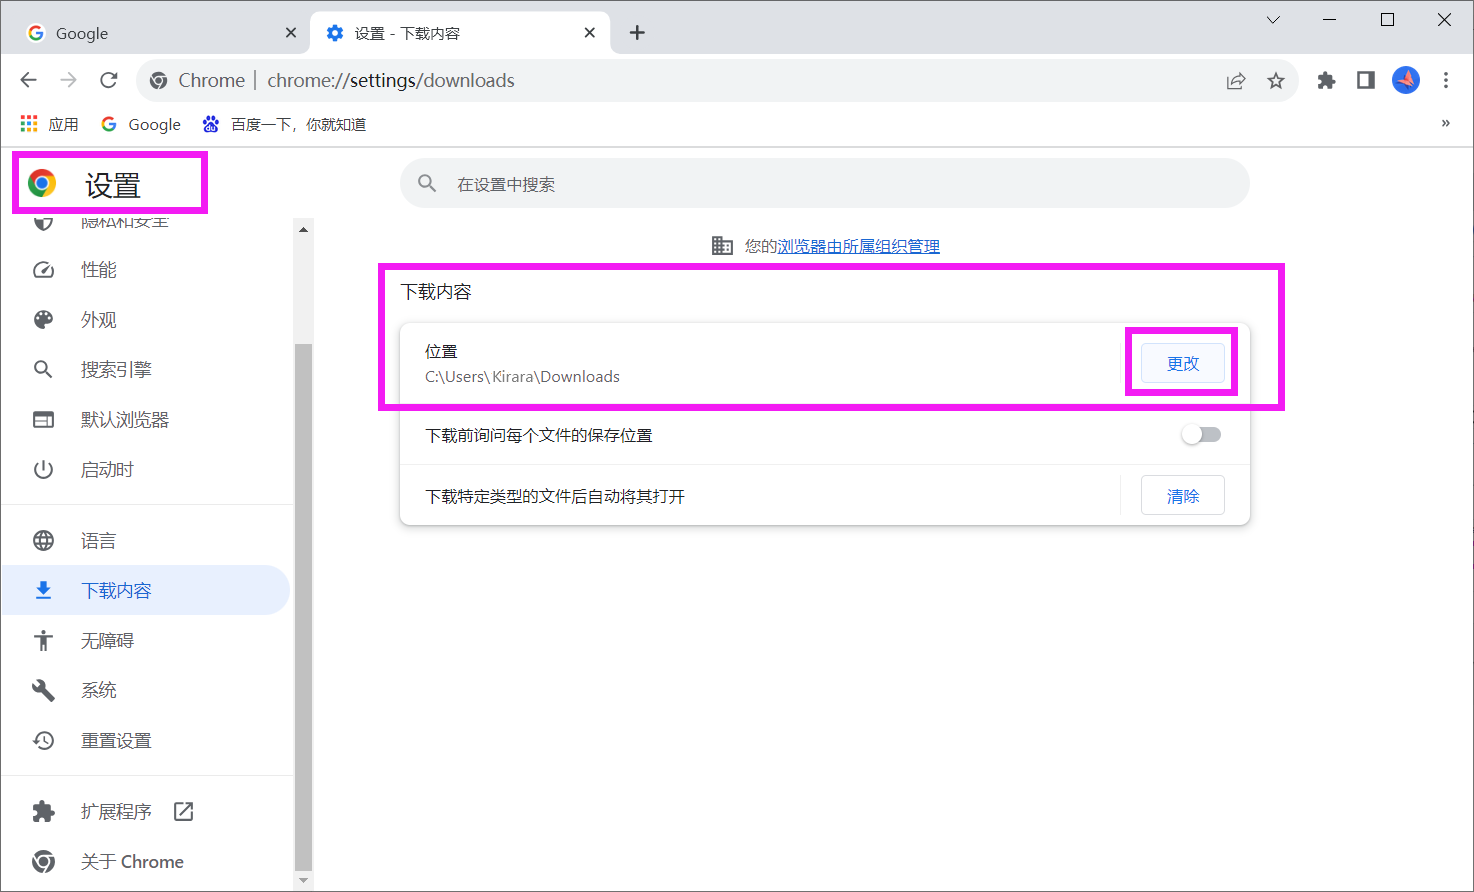 Google
设置 - 下载内容
Chrome | chrome://settings/downloads
应用
Google
百度一下，你就知道
»
设置
在设置中搜索
隐私和安全
您的浏览器由所属组织管理
性能
下载内容
外观
位置
C:\Users\Kirara\Downloads
更改
搜索引擎
默认浏览器
下载前询问每个文件的保存位置
启动时
下载特定类型的文件后自动将其打开
清除
语言
下载内容
无障碍
系统
重置设置
扩展程序
关于 Chrome